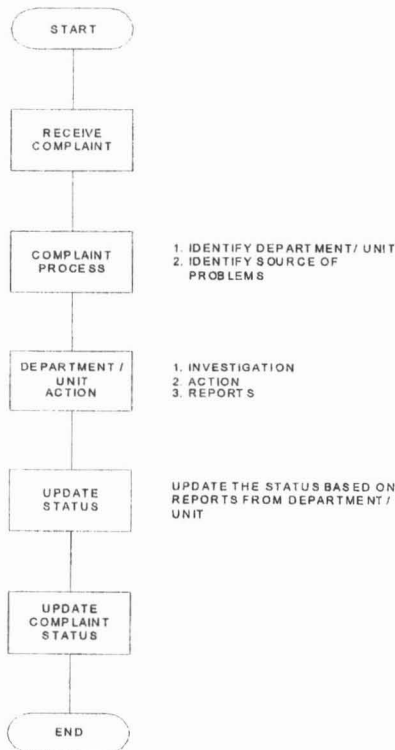 START
RECEIVE
COMPLAINT
COMPLAINT
PROCESS
1. IDENTIFY DEPARTMENT/ UNIT
2. IDENTIFY SOURCE OF
PROBLEMS
DEPARTMENT /
UNIT
ACTION
1. INVESTIGATION
2. ACTION
3. REPORTS
UPDATE
STATUS
UPDATE THE STATUS BASED ON
REPORTS FROM DEPARTMENT /
UNIT
UPDATE
COMPLAINT
STATUS
END